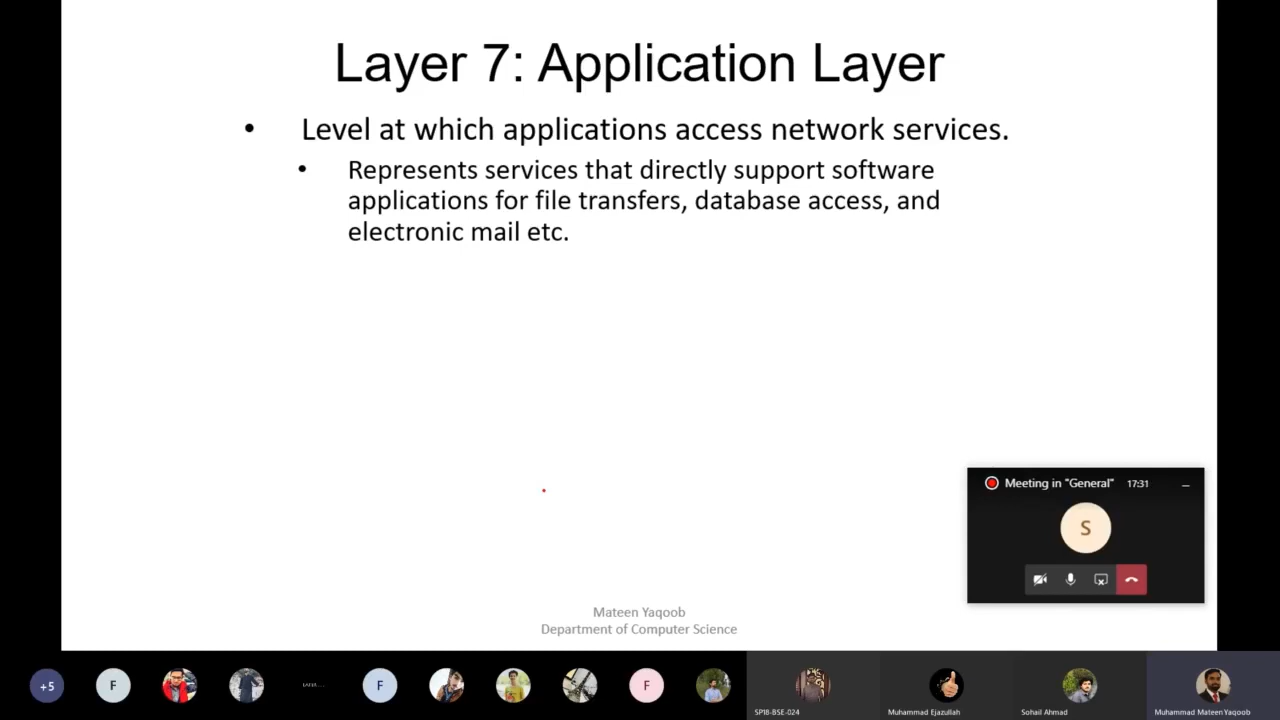 Layer 7: Application Layer
• Level at which applications access network services.
• Represents services that directly support software
applications for file transfers, database access, and
electronic mail etc.
Meeting in "General" 17:31
S
Mateen Yaqoob
Department of Computer Science
+5
F
F
F
SP18-BSE-024
Muhammad Ejazullah
Sohail Ahmad
Muhammad Mateen Yaqoob